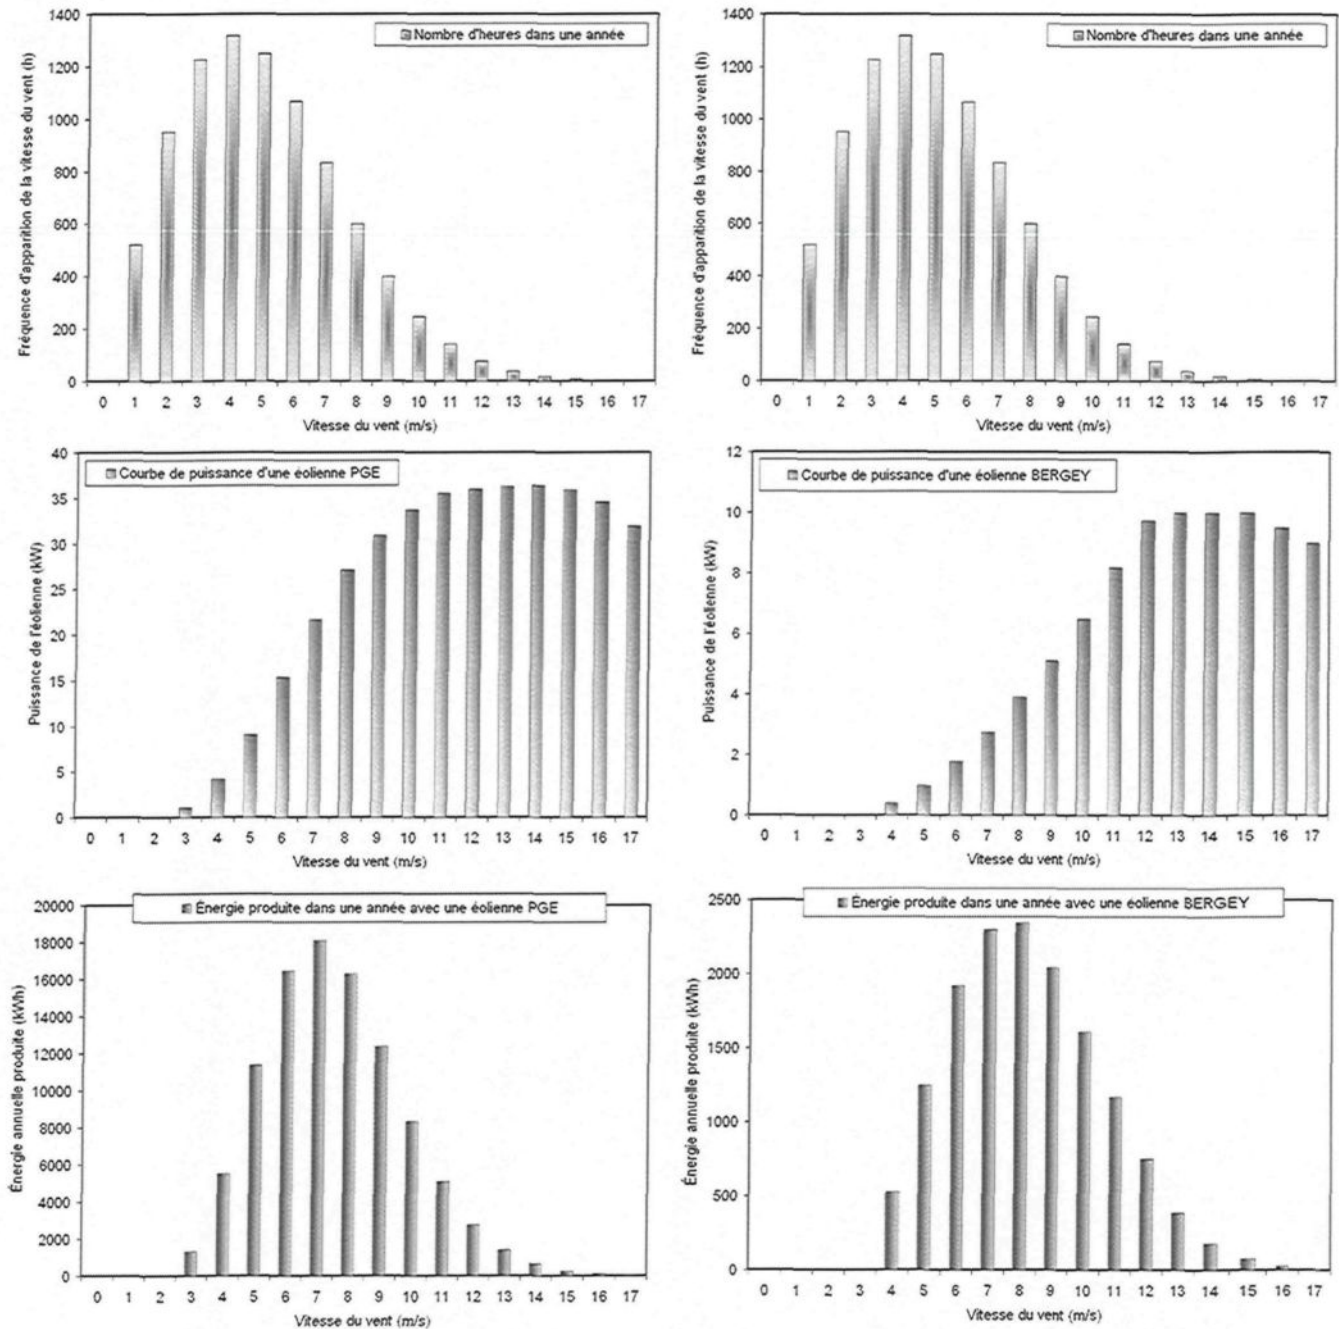 Nombre d'heures dans une année
Fréquence d'apparition de la vitesse du vent (h)
1400
1200
1000
800
600
400
200
0
0 1 2 3 4 5 6 7 8 9 10 11 12 13 14 15 16 17
Vitesse du vent (m/s)
Nombre d'heures dans une année
Fréquence d'apparition de la vitesse du vent (h)
1400
1200
1000
800
600
400
200
0
0 1 2 3 4 5 6 7 8 9 10 11 12 13 14 15 16 17
Vitesse du vent (m/s)
Courbe de puissance d'une éolienne PGE
Puissance de l'éolienne (kW)
40
35
30
25
20
15
10
5
0
0 1 2 3 4 5 6 7 8 9 10 11 12 13 14 15 16 17
Vitesse du vent (m/s)
Courbe de puissance d'une éolienne BERGEY
Puissance de l'éolienne (kW)
12
10
8
6
4
2
0
0 1 2 3 4 5 6 7 8 9 10 11 12 13 14 15 16 17
Vitesse du vent (m/s)
Énergie produite dans une année avec une éolienne PGE
Énergie annuelle produite (kWh)
20000
18000
16000
14000
12000
10000
8000
6000
4000
2000
0
0 1 2 3 4 5 6 7 8 9 10 11 12 13 14 15 16 17
Vitesse du vent (m/s)
Énergie produite dans une année avec une éolienne BERGEY
Énergie annuelle produite (kWh)
2500
2000
1500
1000
500
0
0 1 2 3 4 5 6 7 8 9 10 11 12 13 14 15 16 17
Vitesse du vent (m/s)